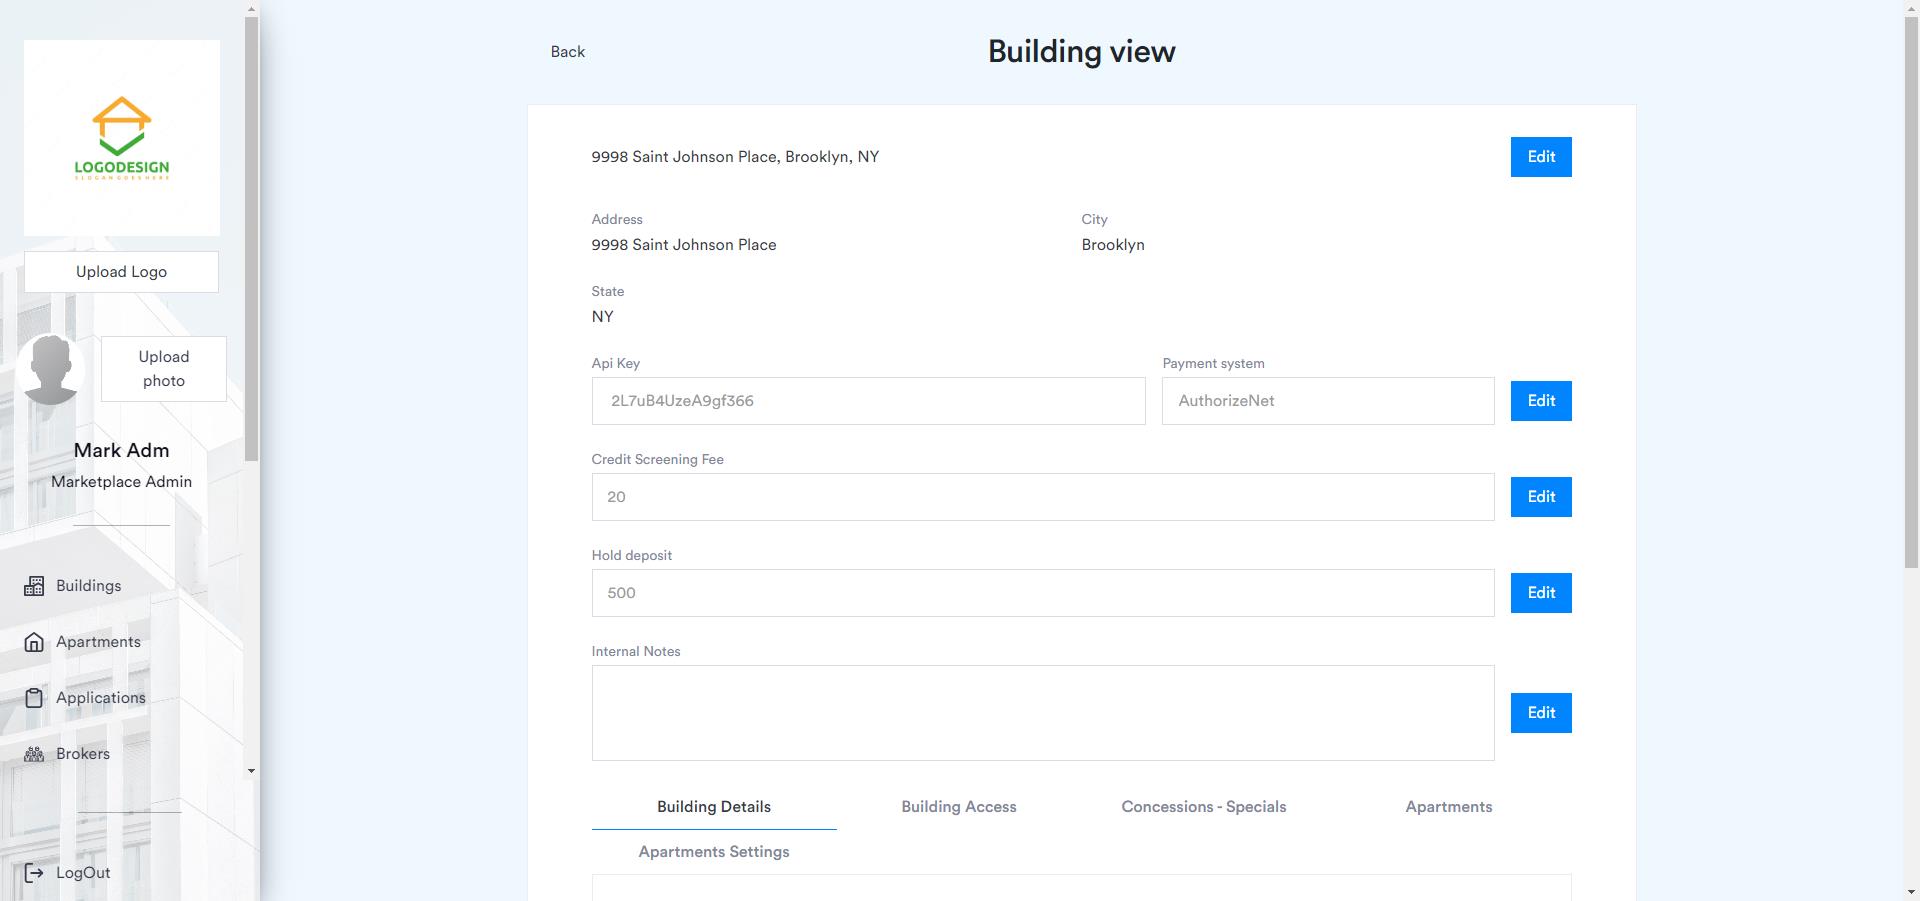 LOGODESIGN
SLOGAN GOES HERE
Upload Logo
Upload
photo
Mark Adm
Marketplace Admin
Buildings
Apartments
Applications
Brokers
LogOut
Back
Building view
9998 Saint Johnson Place, Brooklyn, NY
Edit
Address
City
9998 Saint Johnson Place
Brooklyn
State
NY
Api Key
Payment system
2L7uB4UzeA9gf366
AuthorizeNet
Edit
Credit Screening Fee
20
Edit
Hold deposit
500
Edit
Internal Notes
Edit
Building Details
Building Access
Concessions - Specials
Apartments
Apartments Settings